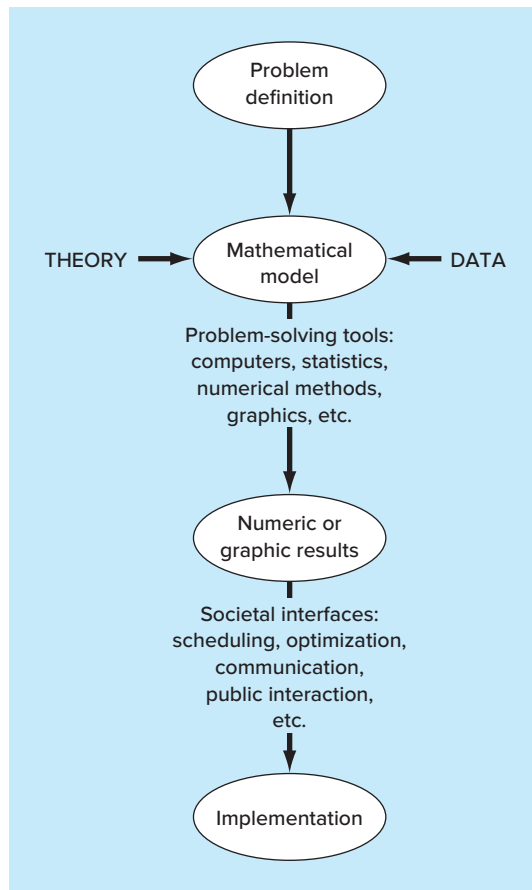 Problem
definition
THEORY
Mathematical
model
DATA
Problem-solving tools:
computers, statistics,
numerical methods,
graphics, etc.
Numeric or
graphic results
Societal interfaces:
scheduling, optimization,
communication,
public interaction,
etc.
Implementation